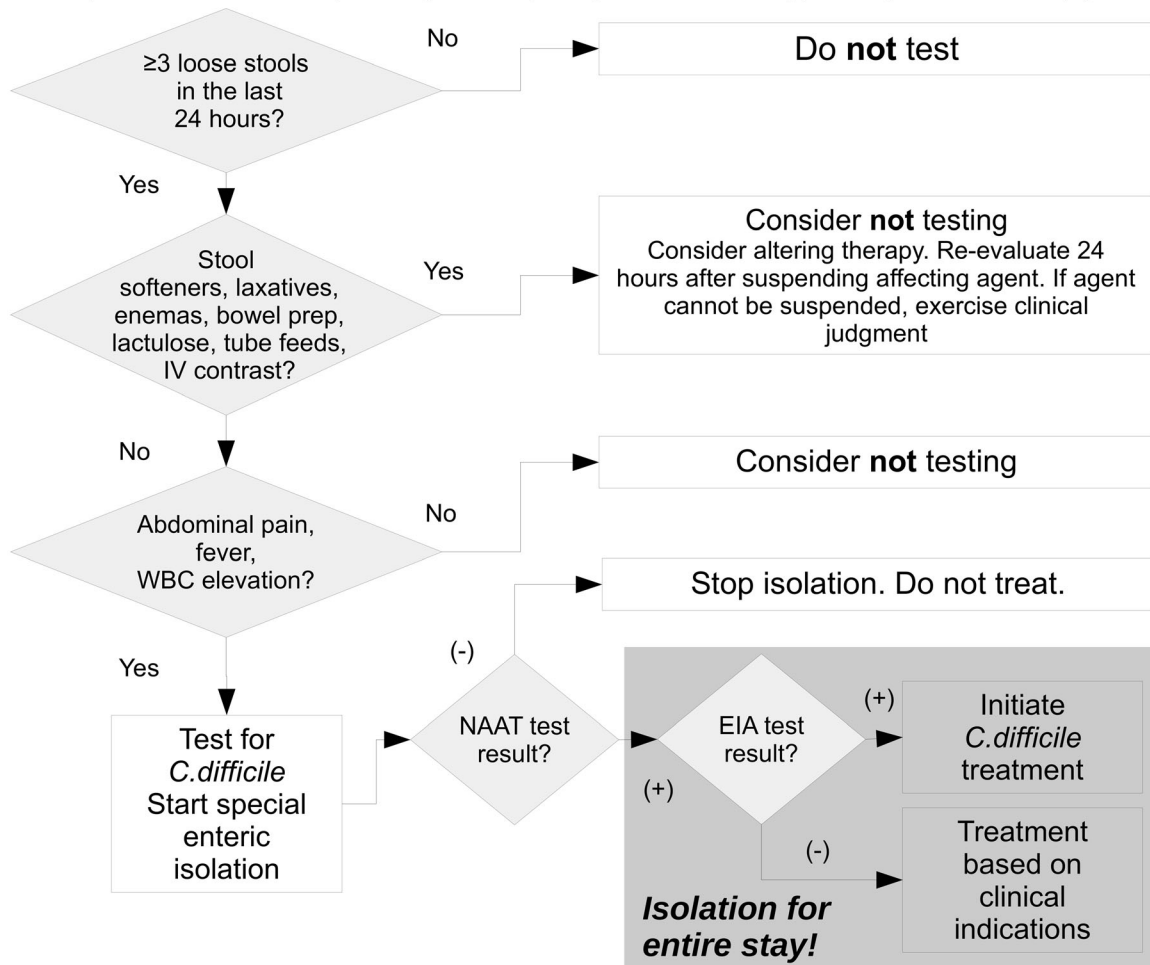 ≥3 loose stools
in the last
24 hours?
No
Do not test
Yes
Stool
softeners, laxatives,
enemas, bowel prep,
lactulose, tube feeds,
IV contrast?
Yes
Consider not testing
Consider altering therapy. Re-evaluate 24
hours after suspending affecting agent. If agent
cannot be suspended, exercise clinical
judgment
No
Abdominal pain,
fever,
WBC elevation?
No
Consider not testing
Yes
Test for
C.difficile
Start special
enteric
isolation
NAAT test
result?
(-)
Stop isolation. Do not treat.
(+)
EIA test
result?
(+)
Initiate
C.difficile
treatment
(-)
Treatment
based on
clinical
indications
Isolation for
entire stay!